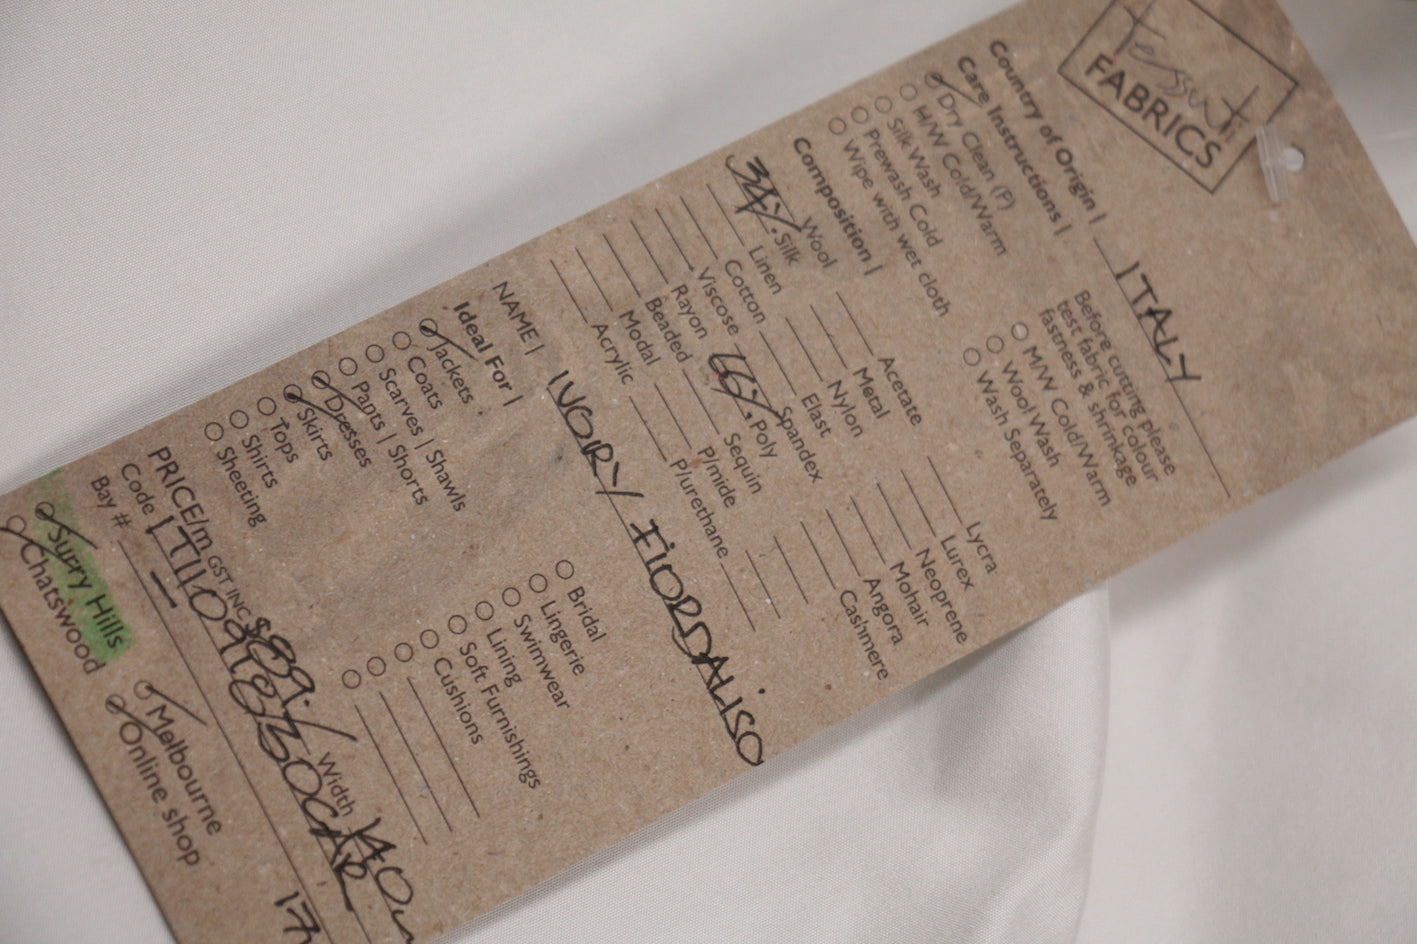 tessuti
FABRICS
Country of Origin | ITALY
Care Instructions |
Dry Clean (P)
H/W Cold/Warm
Silk Wash
Prewash Cold
Wipe with wet cloth
Before cutting please
test fabric for colour
fastness & shrinkage
M/W Cold/Warm
Wool Wash
Wash Separately
Composition |
Wool
34% Silk
Linen
Cotton
Viscose
Rayon
Beaded
Modal
Acrylic
Acetate
Metal
Nylon
Elast
Spandex
66% Poly
Sequin
P/mide
P/urethane
Lycra
Lurex
Neoprene
Mohair
Angora
Cashmere
NAME | IVORY FIORDALISO
Ideal For |
Jackets
Coats
Scarves | Shawls
Pants | Shorts
Dresses
Skirts
Tops
Shirts
Sheeting
Bridal
Lingerie
Swimwear
Lining
Soft Furnishings
Cushions
PRICE/m GST INC $89./ Width 140
Code
Bay #
Surry Hills
Chatswood
Melbourne
Online shop